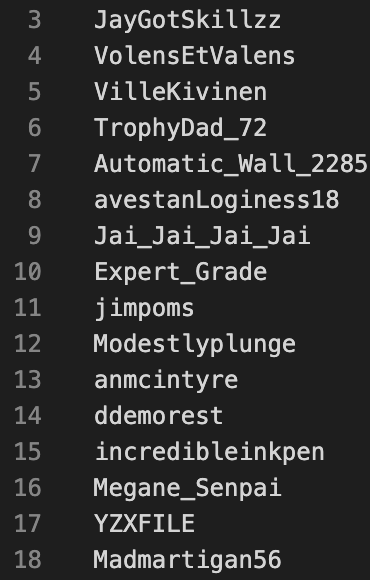 3 JayGotSkillzz
4 VolensEtValens
5 VilleKivinen
6 TrophyDad_72
7 Automatic_Wall_2285
8 avestanLoginess18
9 Jai_Jai_Jai_Jai
10 Expert_Grade
11 jimpoms
12 Modestlyplunge
13 anmcintyre
14 ddemorest
15 incredibleinkpen
16 Megane_Senpai
17 YZXFILE
18 Madmartigan56